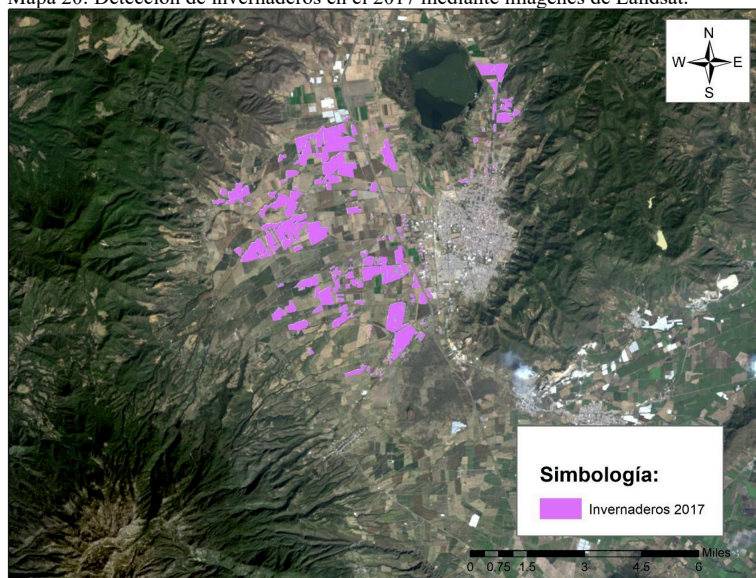 Mapa 20. Detección de invernaderos en el 2017 mediante imágenes de Landsat.
N
W E
S
Simbología:
Invernaderos 2017
Miles
0 0.75 1.5 3 4.5 6